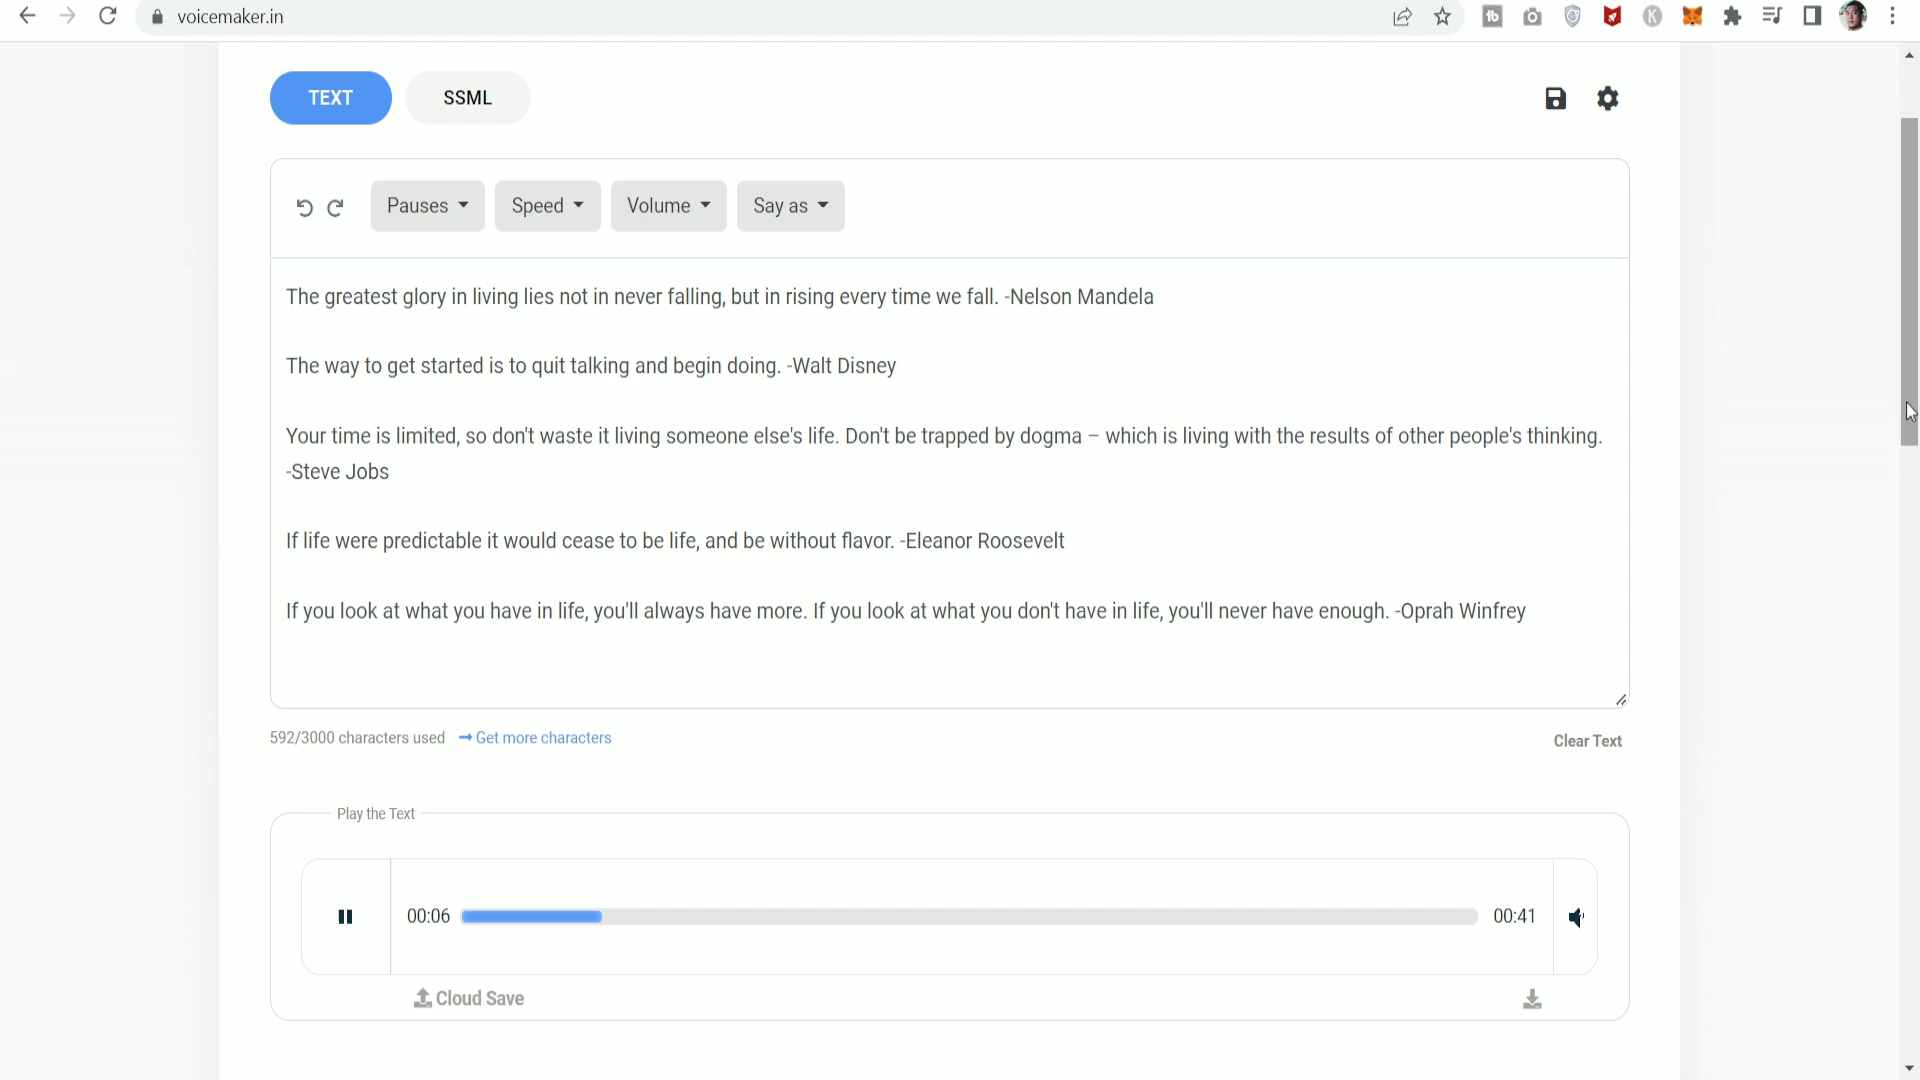 voicemaker.in
TEXT
SSML
Pauses
Speed
Volume
Say as
The greatest glory in living lies not in never falling, but in rising every time we fall. -Nelson Mandela
The way to get started is to quit talking and begin doing. -Walt Disney
Your time is limited, so don't waste it living someone else's life. Don't be trapped by dogma – which is living with the results of other people's thinking.
-Steve Jobs
If life were predictable it would cease to be life, and be without flavor. -Eleanor Roosevelt
If you look at what you have in life, you'll always have more. If you look at what you don't have in life, you'll never have enough. -Oprah Winfrey
592/3000 characters used Get more characters
Clear Text
Play the Text
00:06
00:41
Cloud Save